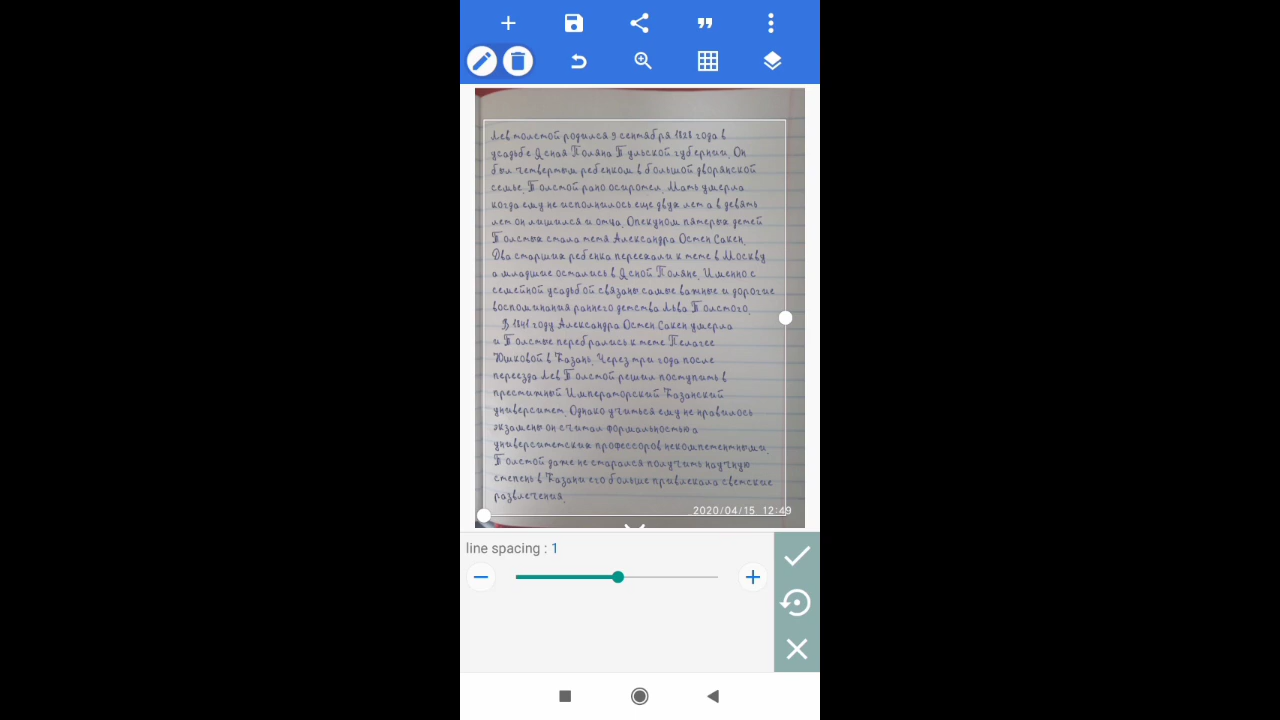 Лев толстой родился 9 сентября 1828 года в
усадьбе Ясная Поляна Тульской губернии. Он
был четвертым ребенком в большой дворянской
семье. Толстой рано осиротел. Мать умерла
когда ему не исполнилось еще двух лет а в девять
лет он лишился и отца. Опекуном пятерых детей
Толстых стала тетя Александра Остен Сакен.
Два старших ребенка переехали к тете в Москву
а младшие остались в Ясной Поляне. Именно с
семейной усадьбой связаны самые важные и дорогие
воспоминания раннего детства Льва Толстого.
В 1841 году Александра Остен Сакен умерла
и Толстые перебрались к тете Пелагее
Юшковой в Казань. Через три года после
переезда Лев Толстой решил поступить в
престижный Императорский Казанский
университет. Однако учиться ему не нравилось
экзамены он считал формальностью а
университетских профессоров некомпетентными.
Толстой даже не старался получить научную
степень в Казани его больше привлекала светские
развлечения.
2020/04/15 12:49
line spacing : 1